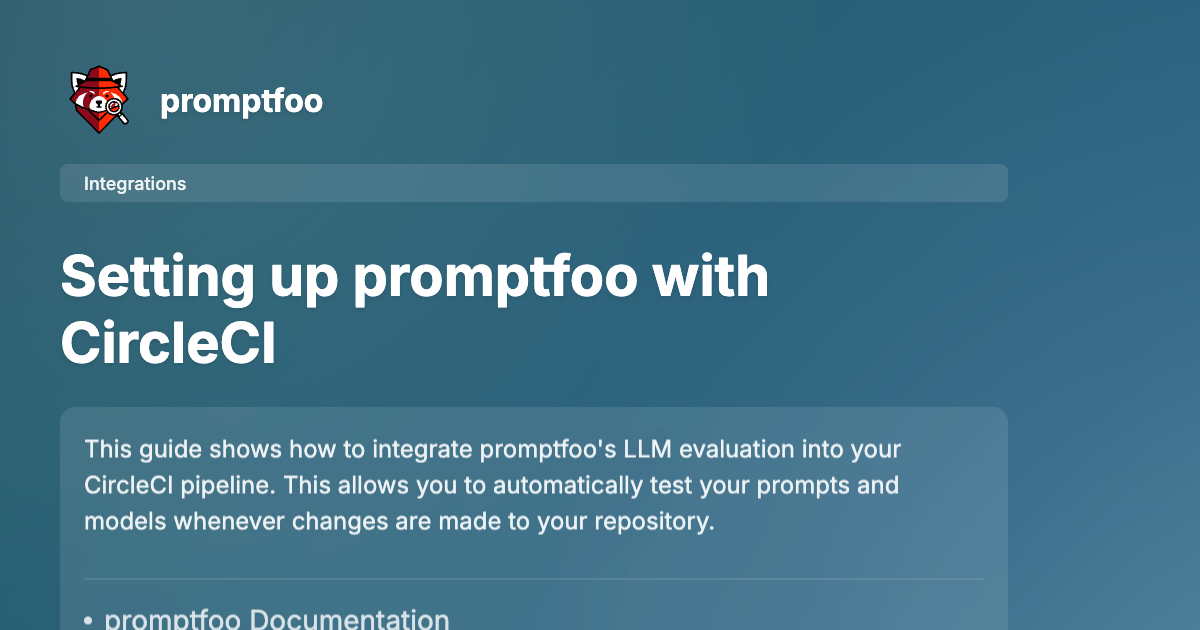 promptfoo
Integrations
Setting up promptfoo with
CircleCI
This guide shows how to integrate promptfoo's LLM evaluation into your
CircleCI pipeline. This allows you to automatically test your prompts and
models whenever changes are made to your repository.
• promptfoo Documentation